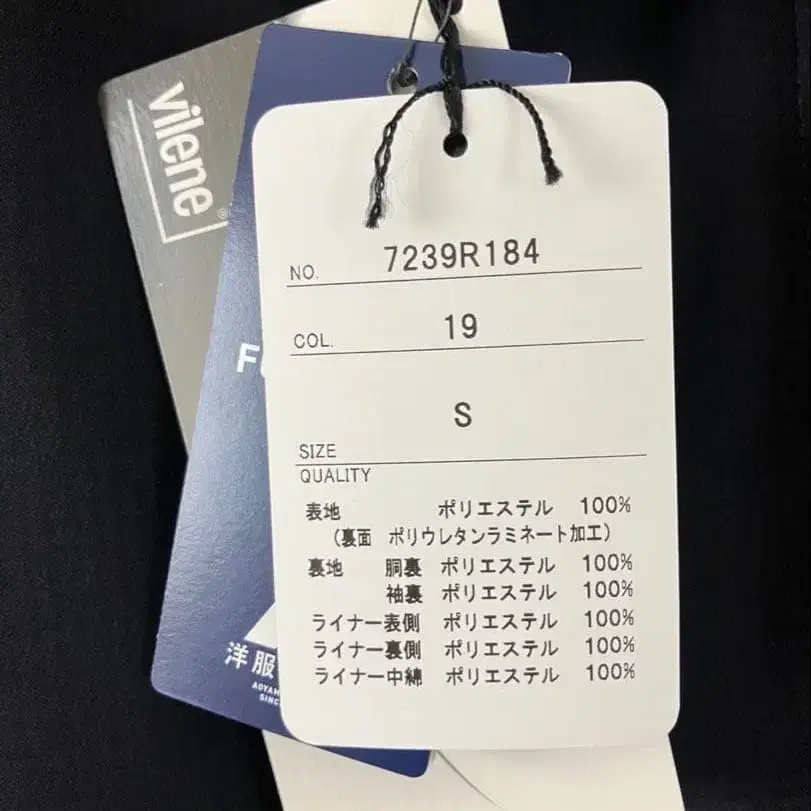 vilene
®
NO. 7239R184
COL. 19
SIZE S
QUALITY
表地 ポリエステル 100%
(裏面 ポリウレタンラミネート加工)
裏地 胴裏 ポリエステル 100%
袖裏 ポリエステル 100%
ライナー表側 ポリエステル 100%
ライナー裏側 ポリエステル 100%
ライナー中綿 ポリエステル 100%
洋服